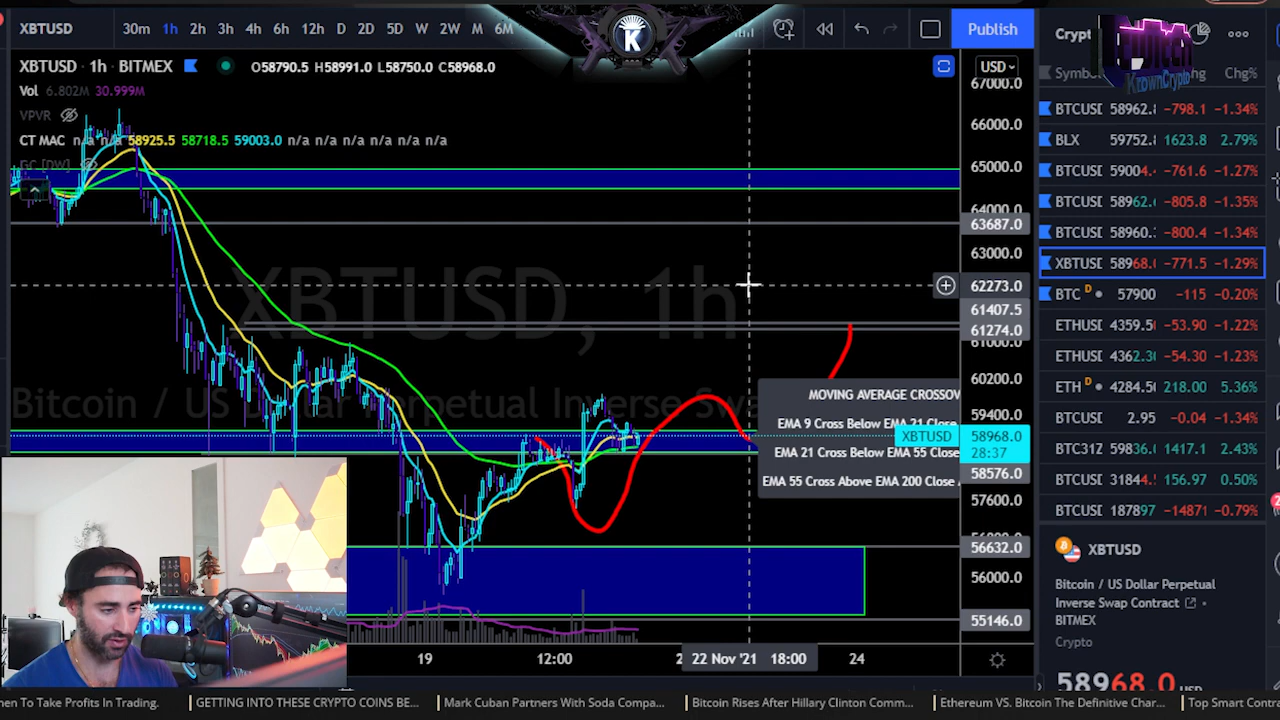 XBTUSD 30m 1h 2h 3h 4h 6h 12h D 2D 5D W 2W M 6M Publish
K
XBTUSD · 1h · BITMEX O58790.5 H58991.0 L58750.0 C58968.0
Vol 6.802M 30.999M
VPVR
CT MAC n/a n/a 58925.5 58718.5 59003.0 n/a n/a n/a n/a n/a n/a
GC [DW]
XBTUSD, 1h
Bitcoin / US Dollar Perpetual Inverse Swap
MOVING AVERAGE CROSSOV
EMA 9 Cross Below EMA 21 Close
EMA 21 Cross Below EMA 55 Close
EMA 55 Cross Above EMA 200 Close
USD
67000.0
66000.0
65000.0
64000.0
63687.0
63000.0
62273.0
61407.5
61274.0
61000.0
60200.0
59400.0
XBTUSD 58968.0
28:37
58576.0
57600.0
56632.0
56000.0
55146.0
19 12:00 22 Nov '21 18:00 24
Crypt
KrownCrypto
Symbo Chg%
BTCUSD 58962.8 -798.1 -1.34%
BLX 59752.8 1623.8 2.79%
BTCUSD 59004.4 -761.6 -1.27%
BTCUSD 58962.6 -805.8 -1.35%
BTCUSD 58960.3 -800.4 -1.34%
XBTUSD 58968.0 -771.5 -1.29%
BTC D 57900 -115 -0.20%
ETHUSD 4359.50 -53.90 -1.22%
ETHUSD 4362.30 -54.30 -1.23%
ETH D 4284.50 218.00 5.36%
BTCUSD 2.95 -0.04 -1.34%
BTC312 59836.0 1417.1 2.43%
BTCUSD 31844.5 156.97 0.50%
BTCUSD 187897 -14871 -0.79%
XBTUSD
Bitcoin / US Dollar Perpetual
Inverse Swap Contract
BITMEX
Crypto
58968.0 USD
hen To Take Profits In Trading. | GETTING INTO THESE CRYPTO COINS BE... | Mark Cuban Partners With Soda Compa... | Bitcoin Rises After Hillary Clinton Comm... | Ethereum VS. Bitcoin The Definitive Char... | Top Smart Contra